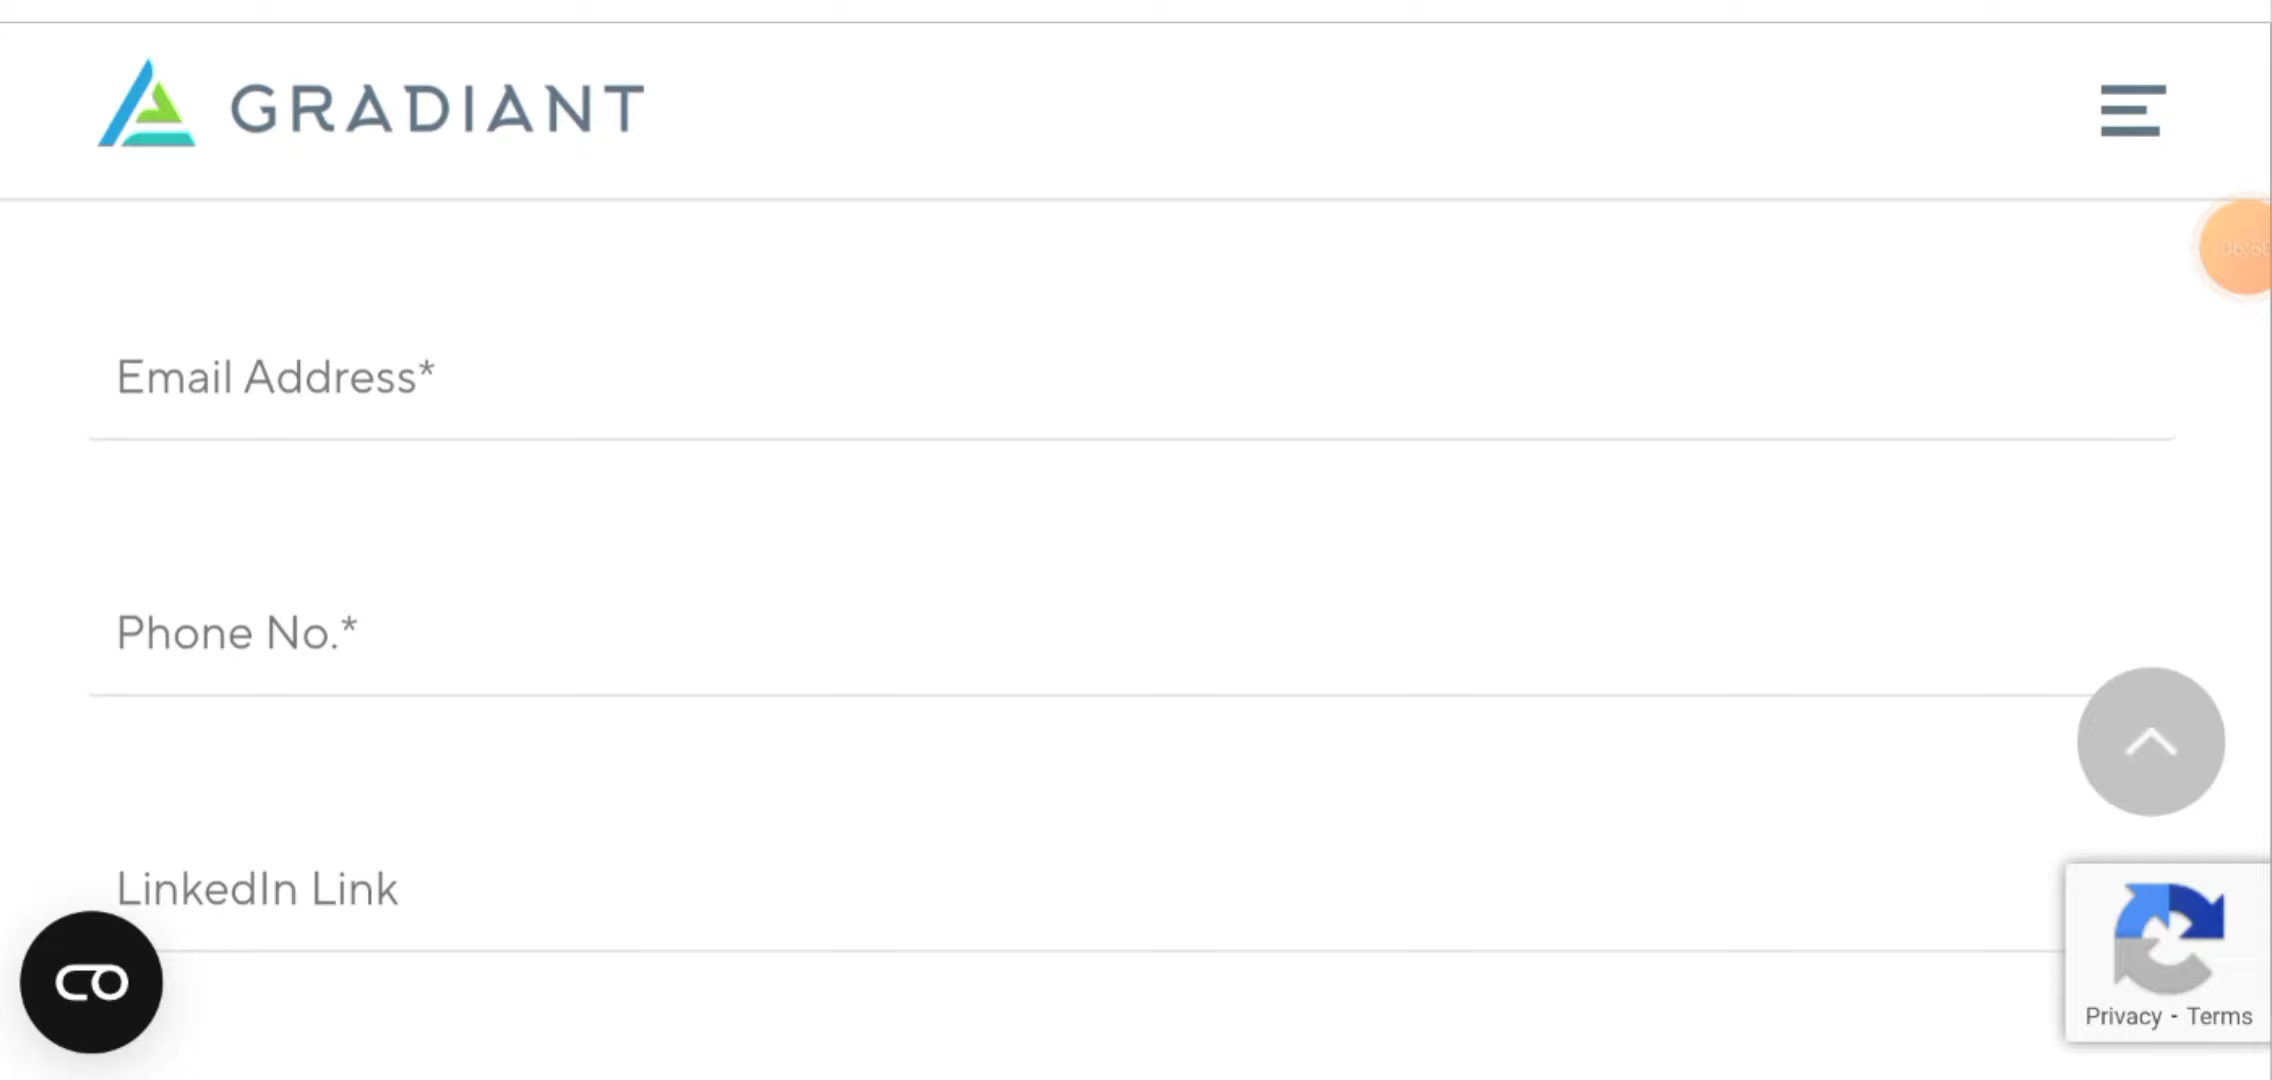 GRADIANT
Email Address*
Phone No.*
LinkedIn Link
Privacy - Terms